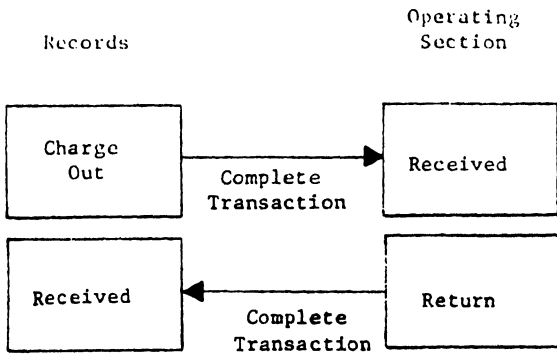 Records
Operating
Section
Charge
Out
Complete
Transaction
Received
Received
Complete
Transaction
Return